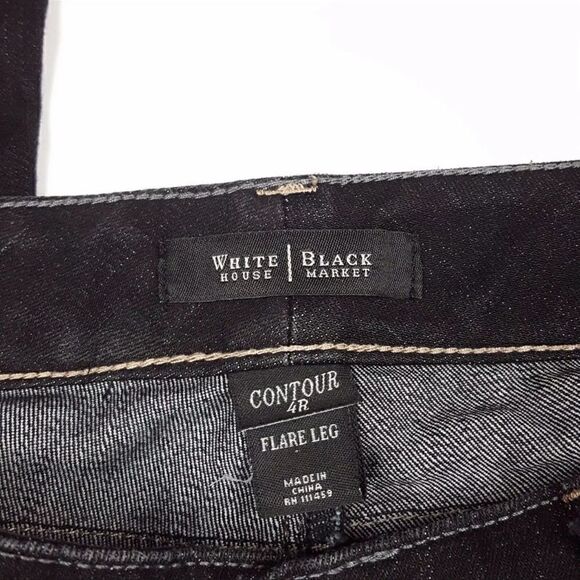 WHITE | BLACK
HOUSE | MARKET
CONTOUR
4R
FLARE LEG
MADE IN
CHINA
RN 111459